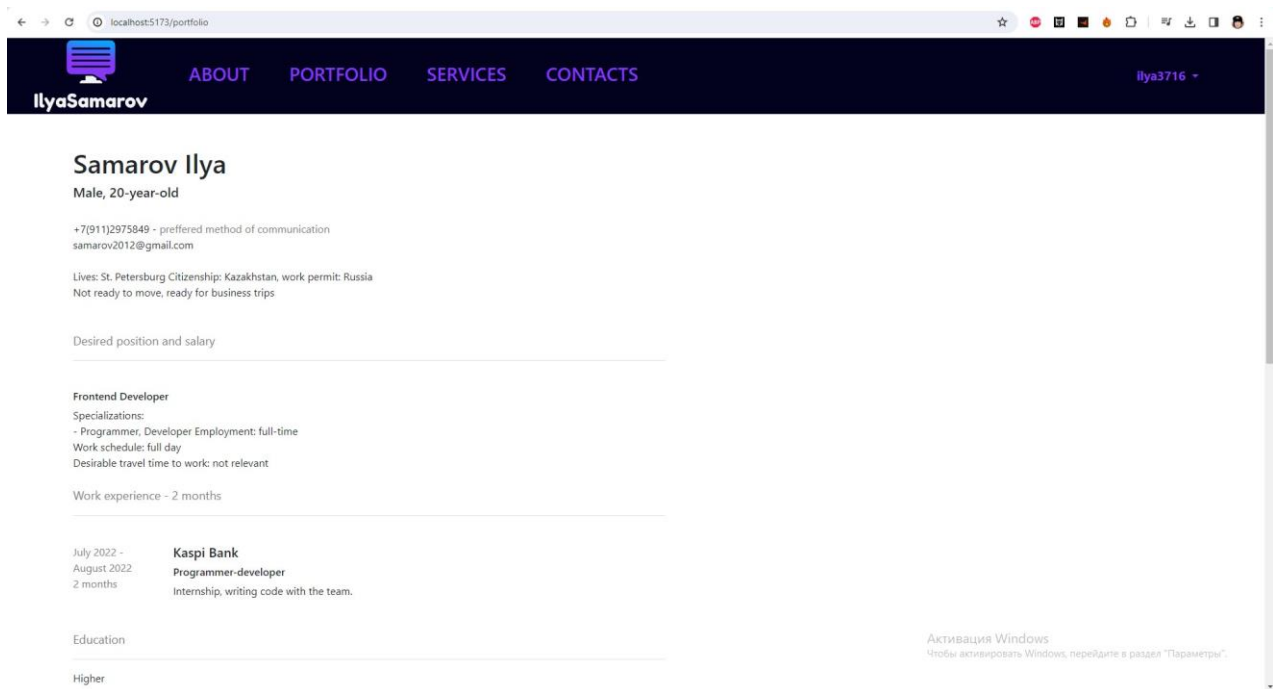 localhost:5173/portfolio
ABOUT PORTFOLIO SERVICES CONTACTS
ilya3716
IlyaSamarov
Samarov Ilya
Male, 20-year-old
+7(911)2975849 - preffered method of communication
samarov2012@gmail.com
Lives: St. Petersburg Citizenship: Kazakhstan, work permit: Russia
Not ready to move, ready for business trips
Desired position and salary
Frontend Developer
Specializations:
- Programmer, Developer Employment: full-time
Work schedule: full day
Desirable travel time to work: not relevant
Work experience - 2 months
July 2022 -
August 2022
2 months
Kaspi Bank
Programmer-developer
Internship, writing code with the team.
Education
Higher
Активация Windows
Чтобы активировать Windows, перейдите в раздел "Параметры".